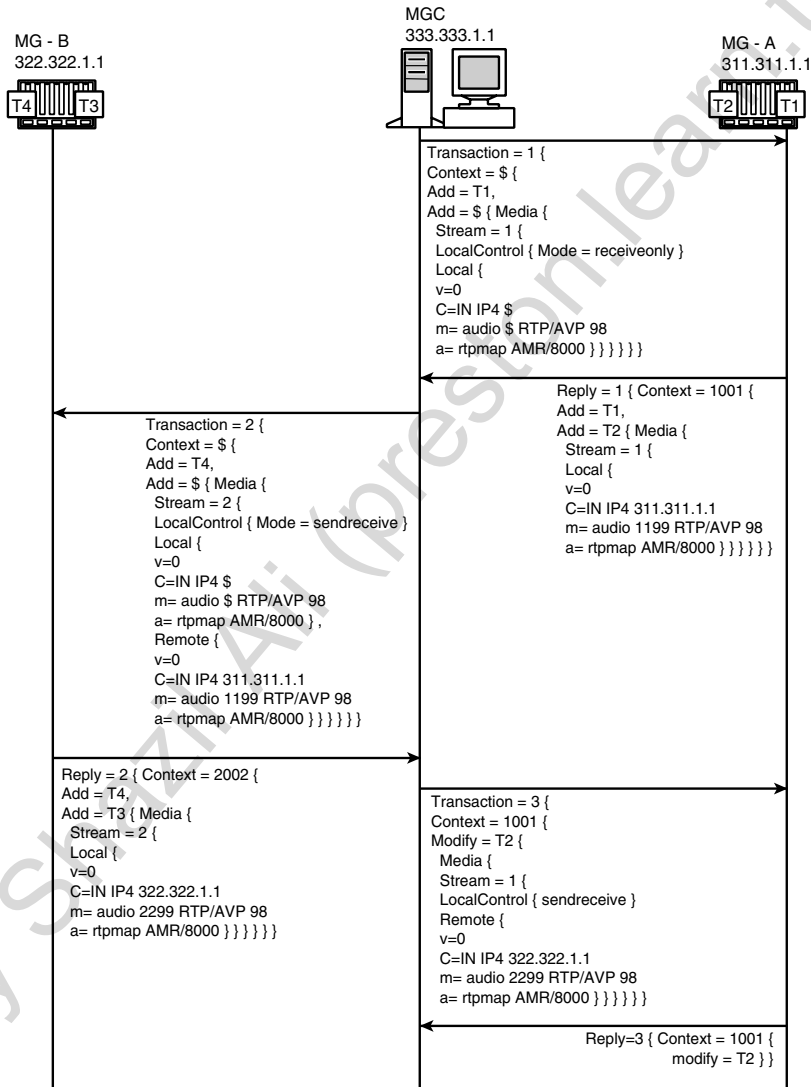 MGC
333.333.1.1
MG - B
322.322.1.1
MG - A
311.311.1.1
T4
T3
T2
T1
Transaction = 1 {
Context = $ {
Add = T1,
Add = $ { Media {
Stream = 1 {
LocalControl { Mode = receiveonly }
Local {
v=0
C=IN IP4 $
m= audio $ RTP/AVP 98
a= rtpmap AMR/8000 } } } } } }
Reply = 1 { Context = 1001 {
Add = T1,
Add = T2 { Media {
Stream = 1 {
Local {
v=0
C=IN IP4 311.311.1.1
m= audio 1199 RTP/AVP 98
a= rtpmap AMR/8000 } } } } } }
Transaction = 2 {
Context = $ {
Add = T4,
Add = $ { Media {
Stream = 2 {
LocalControl { Mode = sendreceive }
Local {
v=0
C=IN IP4 $
m= audio $ RTP/AVP 98
a= rtpmap AMR/8000 } ,
Remote {
v=0
C=IN IP4 311.311.1.1
m= audio 1199 RTP/AVP 98
a= rtpmap AMR/8000 } } } } } }
Reply = 2 { Context = 2002 {
Add = T4,
Add = T3 { Media {
Stream = 2 {
Local {
v=0
C=IN IP4 322.322.1.1
m= audio 2299 RTP/AVP 98
a= rtpmap AMR/8000 } } } } } }
Transaction = 3 {
Context = 1001 {
Modify = T2 {
Media {
Stream = 1 {
LocalControl { sendreceive }
Remote {
v=0
C=IN IP4 322.322.1.1
m= audio 2299 RTP/AVP 98
a= rtpmap AMR/8000 } } } } } }
Reply=3 { Context = 1001 {
modify = T2 } }
Shazil Ali (preston.learn.